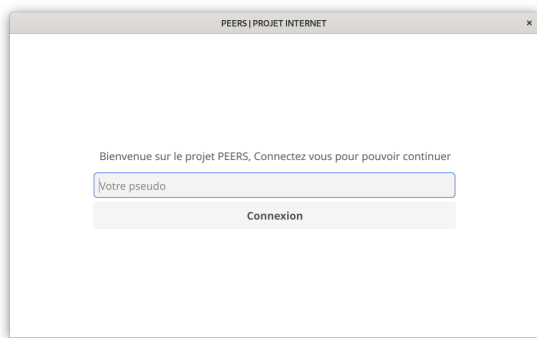 PEERS | PROJET INTERNET
Bienvenue sur le projet PEERS, Connectez vous pour pouvoir continuer
Votre pseudo
Connexion